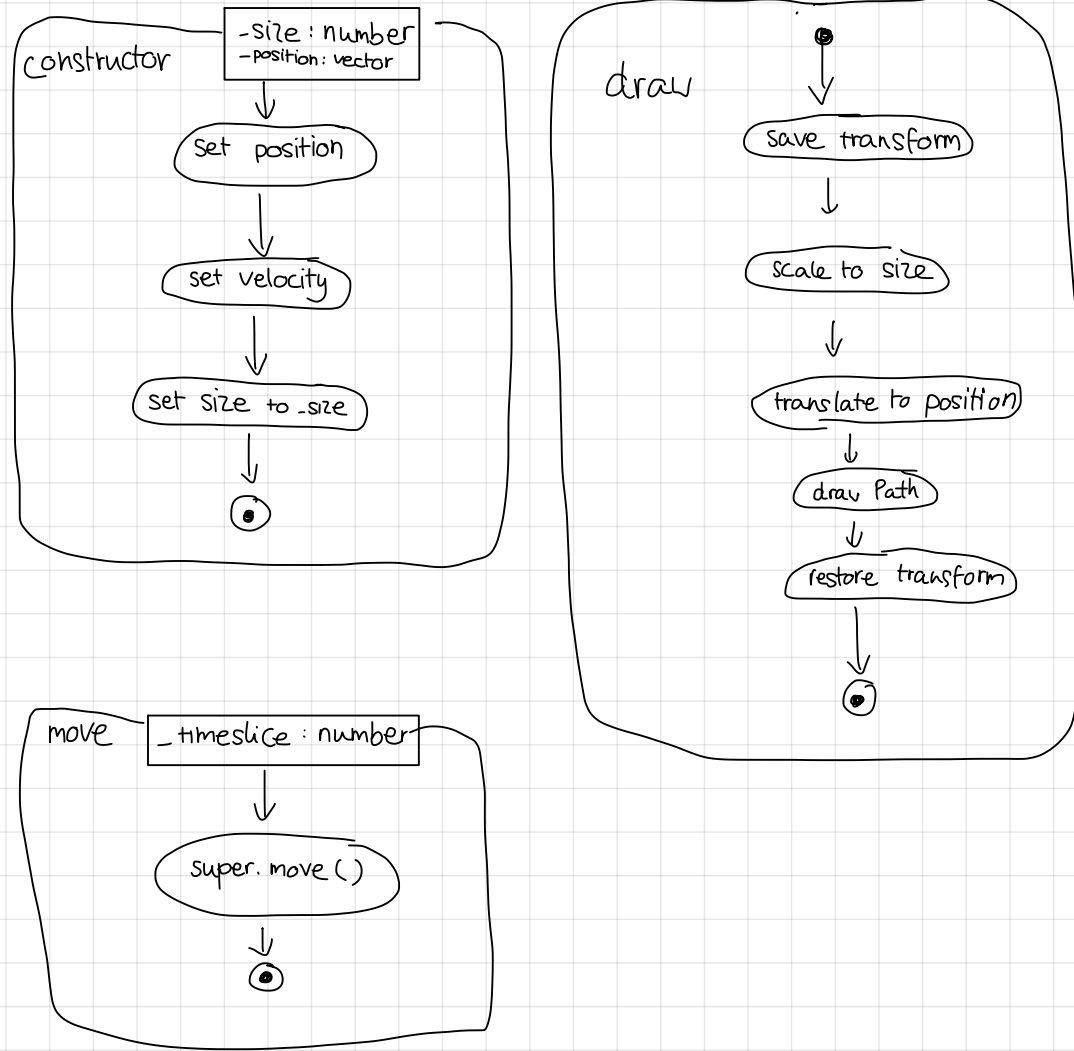 constructor
_size : number
-position: vector
set position
set velocity
set size to _size
draw
save transform
scale to size
translate to position
draw Path
restore transform
move
_timeslice : number
super.move()